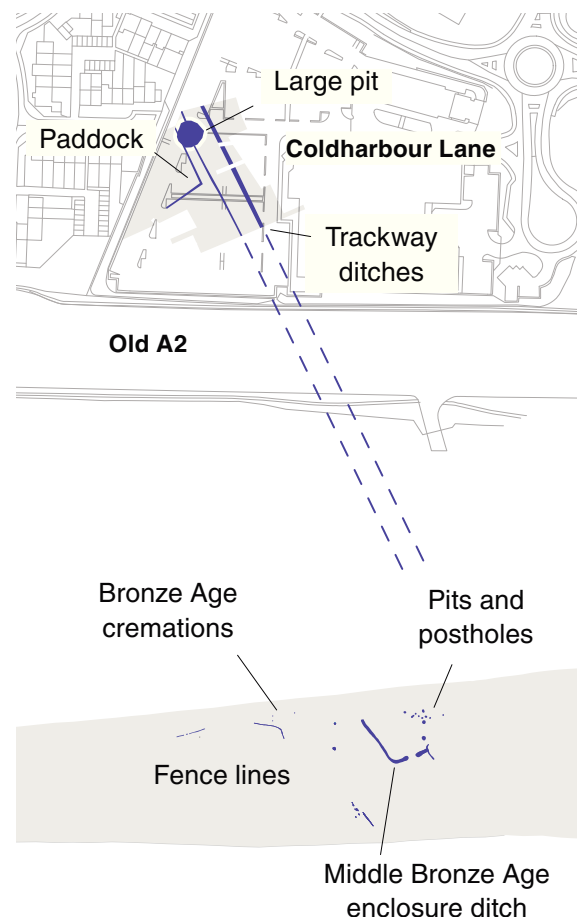 Large pit
Paddock
Coldharbour Lane
Trackway
ditches
Old A2
Bronze Age
cremations
Pits and
postholes
Fence lines
Middle Bronze Age
enclosure ditch